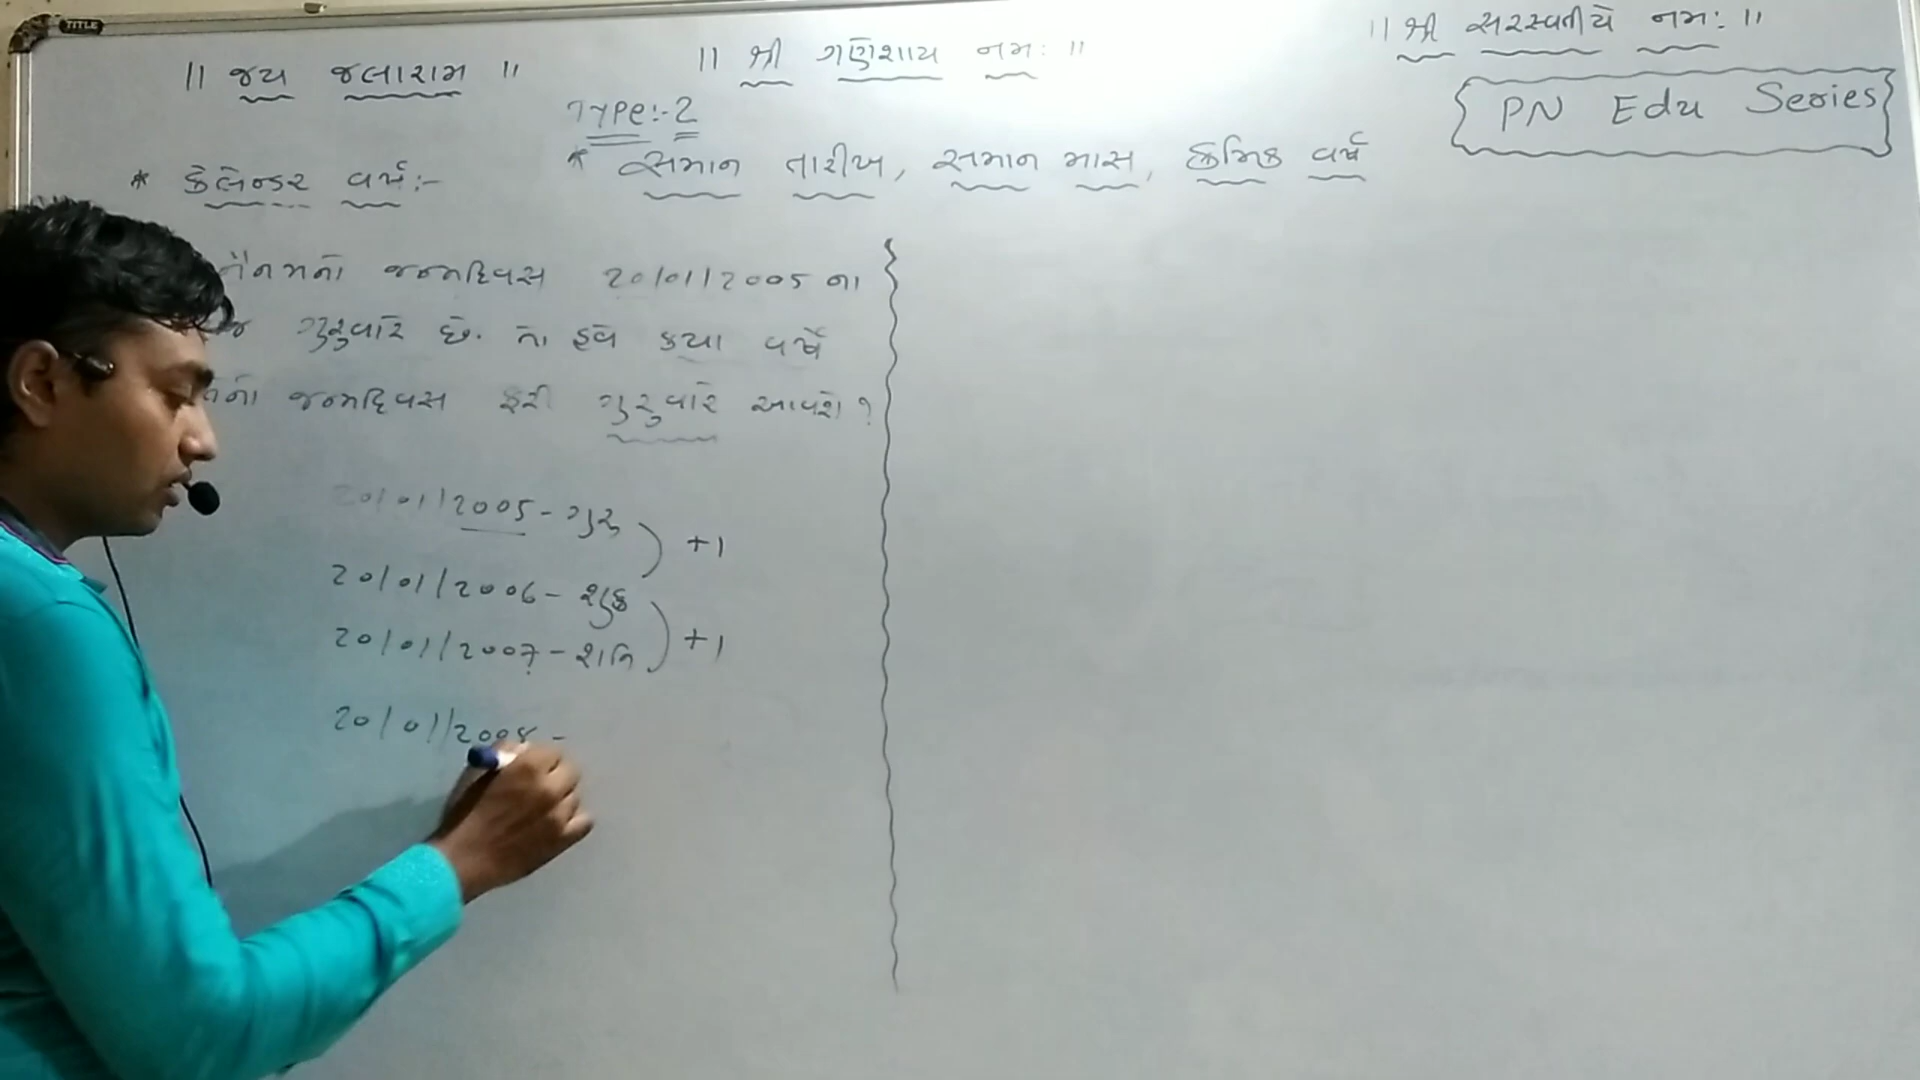 TITLE
|| જય જલારામ ||
|| શ્રી ગણેશાય નમઃ ||
|| શ્રી સરસ્વતીયે નમઃ ||
PN Edu Series
Type:-2
* કેલેન્ડર વર્ષ:-
* સમાન તારીખ, સમાન માસ, ક્રમિક વર્ષ
જન્મદિવસ 20/01/2005 ના
ગુરુવારે છે. તો હવે કયા વર્ષે
જન્મદિવસ ફરી ગુરુવારે આવશે?
20/01/2005 - ગુરુ
+1
20/01/2006 - શુક્ર
+1
20/01/2007 - શનિ
20/01/2008 -